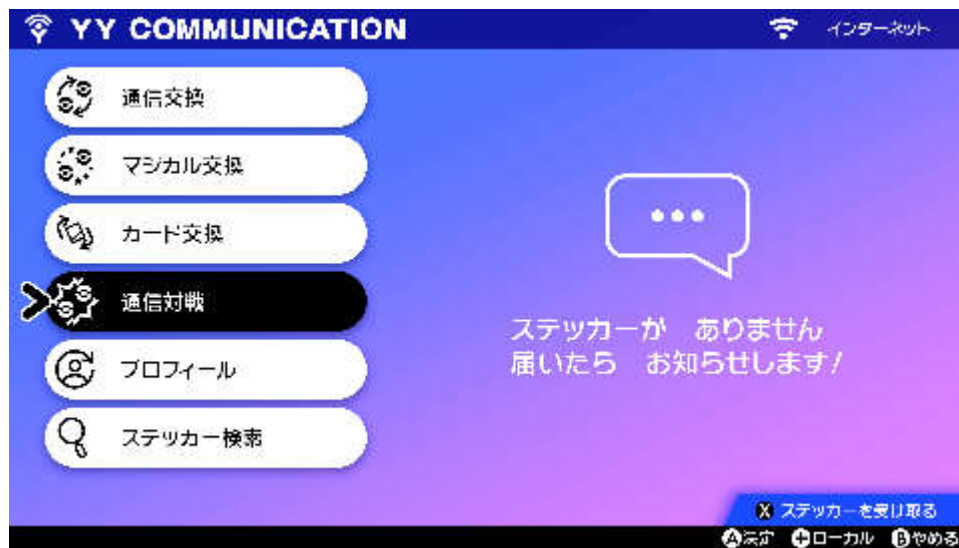 YY COMMUNICATION
インターネット
通信交換
マジカル交換
カード交換
通信対戦
プロフィール
ステッカー検索
ステッカーが ありません
届いたら お知らせします!
X ステッカーを受け取る
A決定 +ローカル Bやめる